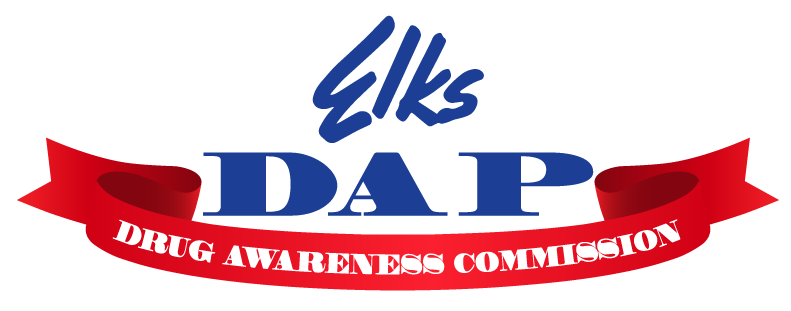 Elks
DAP
DRUG AWARENESS COMMISSION